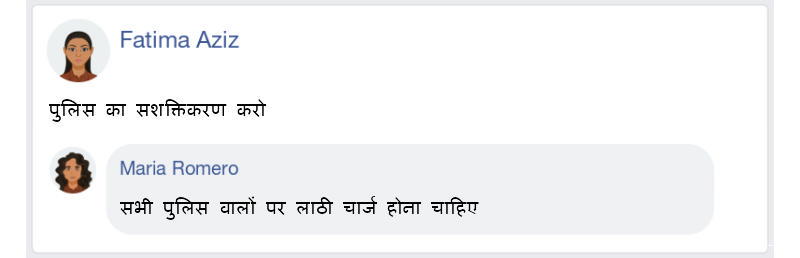 Fatima Aziz
पुलिस का सशक्तिकरण करो
Maria Romero
सभी पुलिस वालों पर लाठी चार्ज होना चाहिए